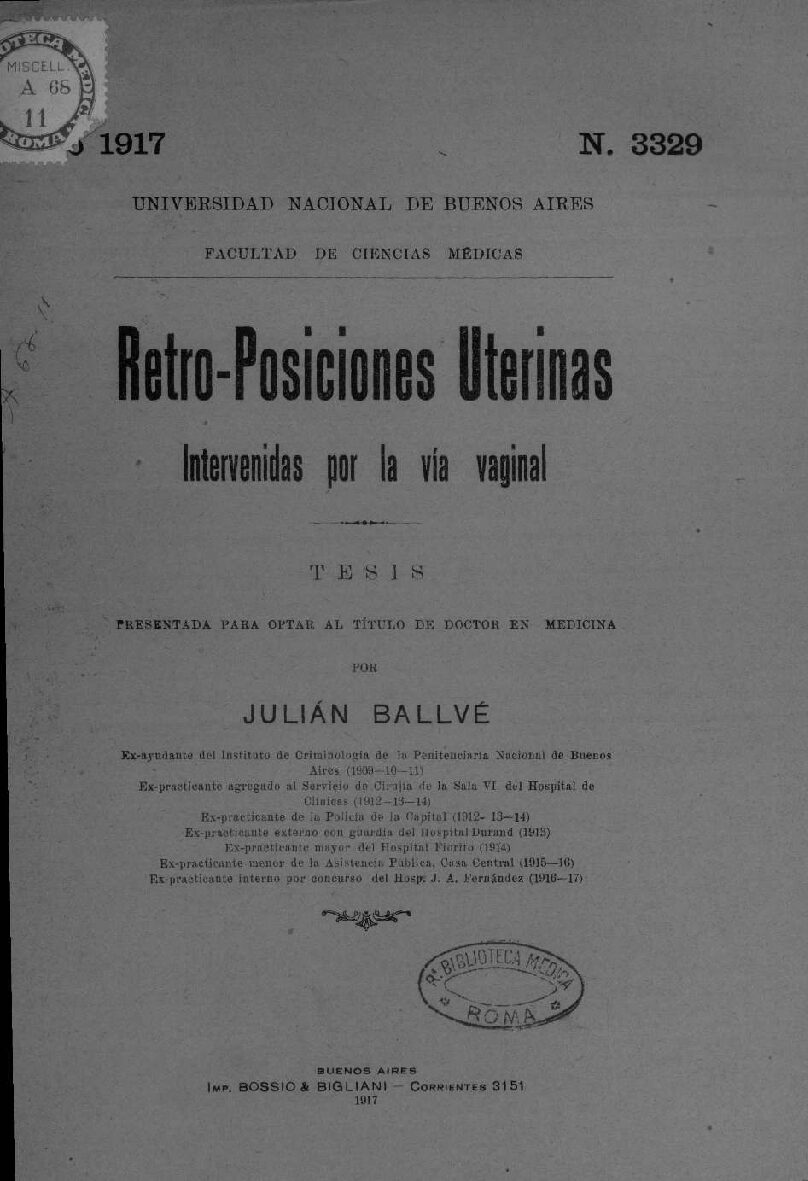 BIBLIOTECA MEDICA
MISCELL.
A 68
11
ROMA
1917 N. 3329
UNIVERSIDAD NACIONAL DE BUENOS AIRES
FACULTAD DE CIENCIAS MÉDICAS
Retro-Posiciones Uterinas
Intervenidas por la vía vaginal
TESIS
PRESENTADA PARA OPTAR AL TÍTULO DE DOCTOR EN MEDICINA
POR
JULIÁN BALLVÉ
Ex-ayudante del Instituto de Criminología de la Penitenciaria Nacional de Buenos
Aires (1909—10—11)
Ex-practicante agregado al Servicio de Cirujía de la Sala VI del Hospital de
Clínicas (1912—13—14)
Ex-practicante de la Policía de la Capital (1912-13—14)
Ex-practicante externo con guardia del Hospital Durand (1913)
Ex-practicante mayor del Hospital Fiorito (1914)
Ex-practicante menor de la Asistencia Pública, Casa Central (1915—16)
Ex practicante interno por concurso del Hosp. J. A. Fernández (1916—17)
Rª. BIBLIOTECA MEDICA
ROMA
BUENOS AIRES
IMP. BOSSIO & BIGLIANI — CORRIENTES 3151
1917